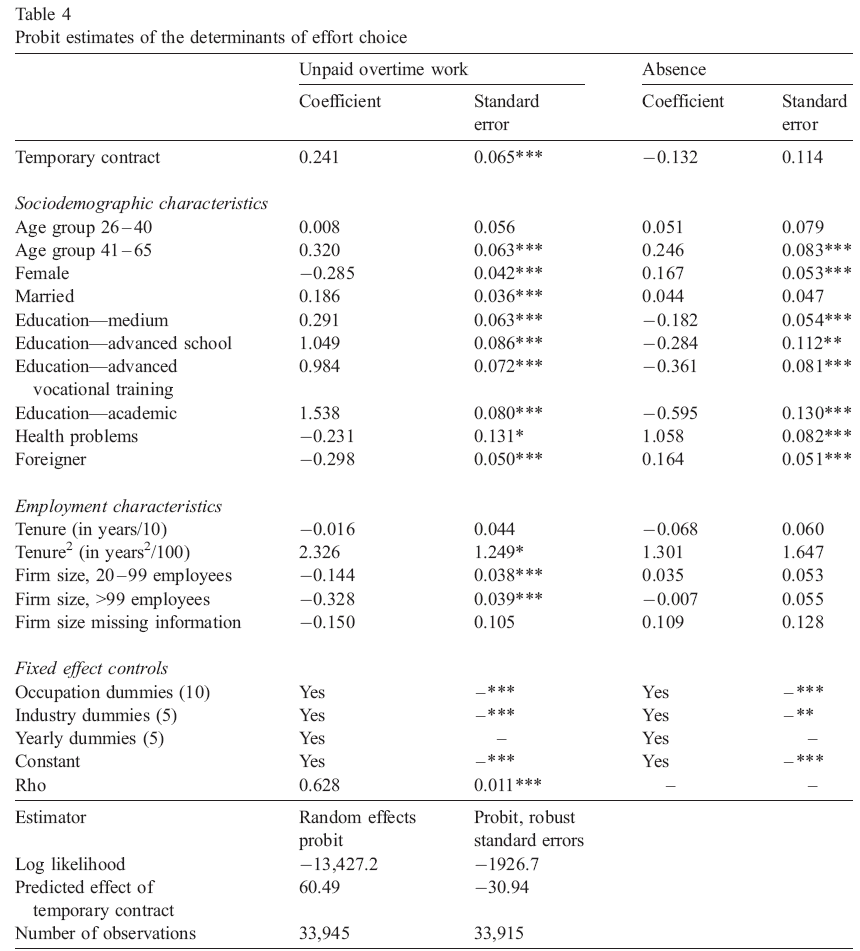 Table 4
Probit estimates of the determinants of effort choice
Unpaid overtime work Absence
Coefficient Standard error Coefficient Standard error
Temporary contract 0.241 0.065*** −0.132 0.114
Sociodemographic characteristics
Age group 26−40 0.008 0.056 0.051 0.079
Age group 41−65 0.320 0.063*** 0.246 0.083***
Female −0.285 0.042*** 0.167 0.053***
Married 0.186 0.036*** 0.044 0.047
Education—medium 0.291 0.063*** −0.182 0.054***
Education—advanced school 1.049 0.086*** −0.284 0.112**
Education—advanced 0.984 0.072*** −0.361 0.081***
vocational training
Education—academic 1.538 0.080*** −0.595 0.130***
Health problems −0.231 0.131* 1.058 0.082***
Foreigner −0.298 0.050*** 0.164 0.051***
Employment characteristics
Tenure (in years/10) −0.016 0.044 −0.068 0.060
Tenure² (in years²/100) 2.326 1.249* 1.301 1.647
Firm size, 20−99 employees −0.144 0.038*** 0.035 0.053
Firm size, >99 employees −0.328 0.039*** −0.007 0.055
Firm size missing information −0.150 0.105 0.109 0.128
Fixed effect controls
Occupation dummies (10) Yes –*** Yes –***
Industry dummies (5) Yes –*** Yes –**
Yearly dummies (5) Yes – Yes –
Constant Yes –*** Yes –***
Rho 0.628 0.011*** – –
Estimator Random effects probit Probit, robust standard errors
Log likelihood −13,427.2 −1926.7
Predicted effect of 60.49 −30.94
temporary contract
Number of observations 33,945 33,915